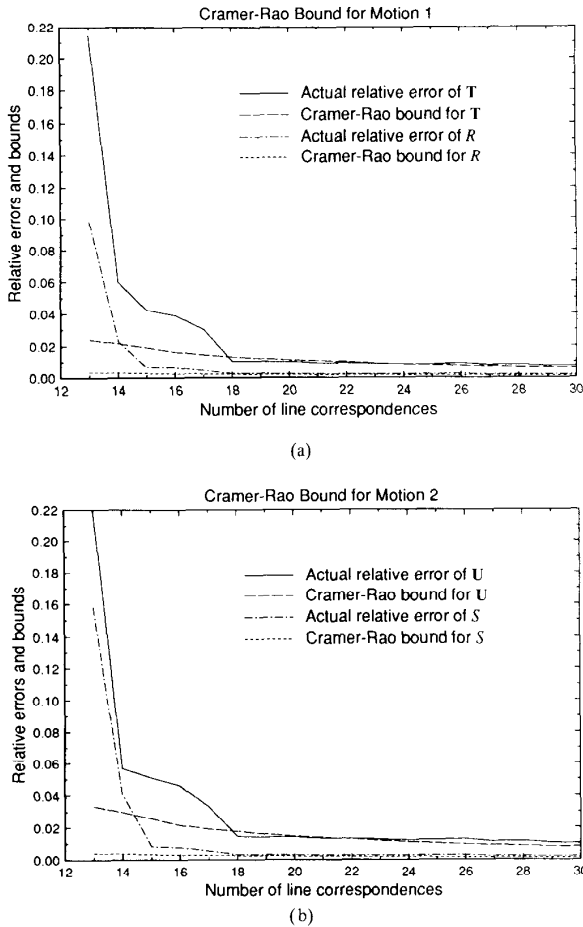 Cramer-Rao Bound for Motion 1
0.22
0.20
0.18
0.16
0.14
0.12
0.10
0.08
0.06
0.04
0.02
0.00
Relative errors and bounds
Actual relative error of T
Cramer-Rao bound for T
Actual relative error of R
Cramer-Rao bound for R
12 14 16 18 20 22 24 26 28 30
Number of line correspondences
(a)
Cramer-Rao Bound for Motion 2
0.22
0.20
0.18
0.16
0.14
0.12
0.10
0.08
0.06
0.04
0.02
0.00
Relative errors and bounds
Actual relative error of U
Cramer-Rao bound for U
Actual relative error of S
Cramer-Rao bound for S
12 14 16 18 20 22 24 26 28 30
Number of line correspondences
(b)